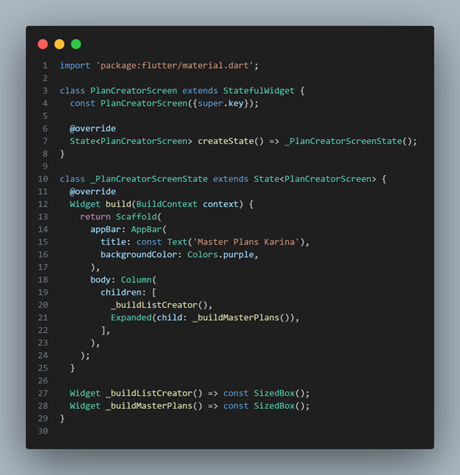 1 import 'package:flutter/material.dart';
2
3 class PlanCreatorScreen extends StatefulWidget {
4   const PlanCreatorScreen({super.key});
5
6   @override
7   State<PlanCreatorScreen> createState() => _PlanCreatorScreenState();
8 }
9
10 class _PlanCreatorScreenState extends State<PlanCreatorScreen> {
11   @override
12   Widget build(BuildContext context) {
13     return Scaffold(
14       appBar: AppBar(
15         title: const Text('Master Plans Karina'),
16         backgroundColor: Colors.purple,
17       ),
18       body: Column(
19         children: [
20           _buildListCreator(),
21           Expanded(child: _buildMasterPlans()),
22         ],
23       ),
24     );
25   }
26
27   Widget _buildListCreator() => const SizedBox();
28   Widget _buildMasterPlans() => const SizedBox();
29 }
30